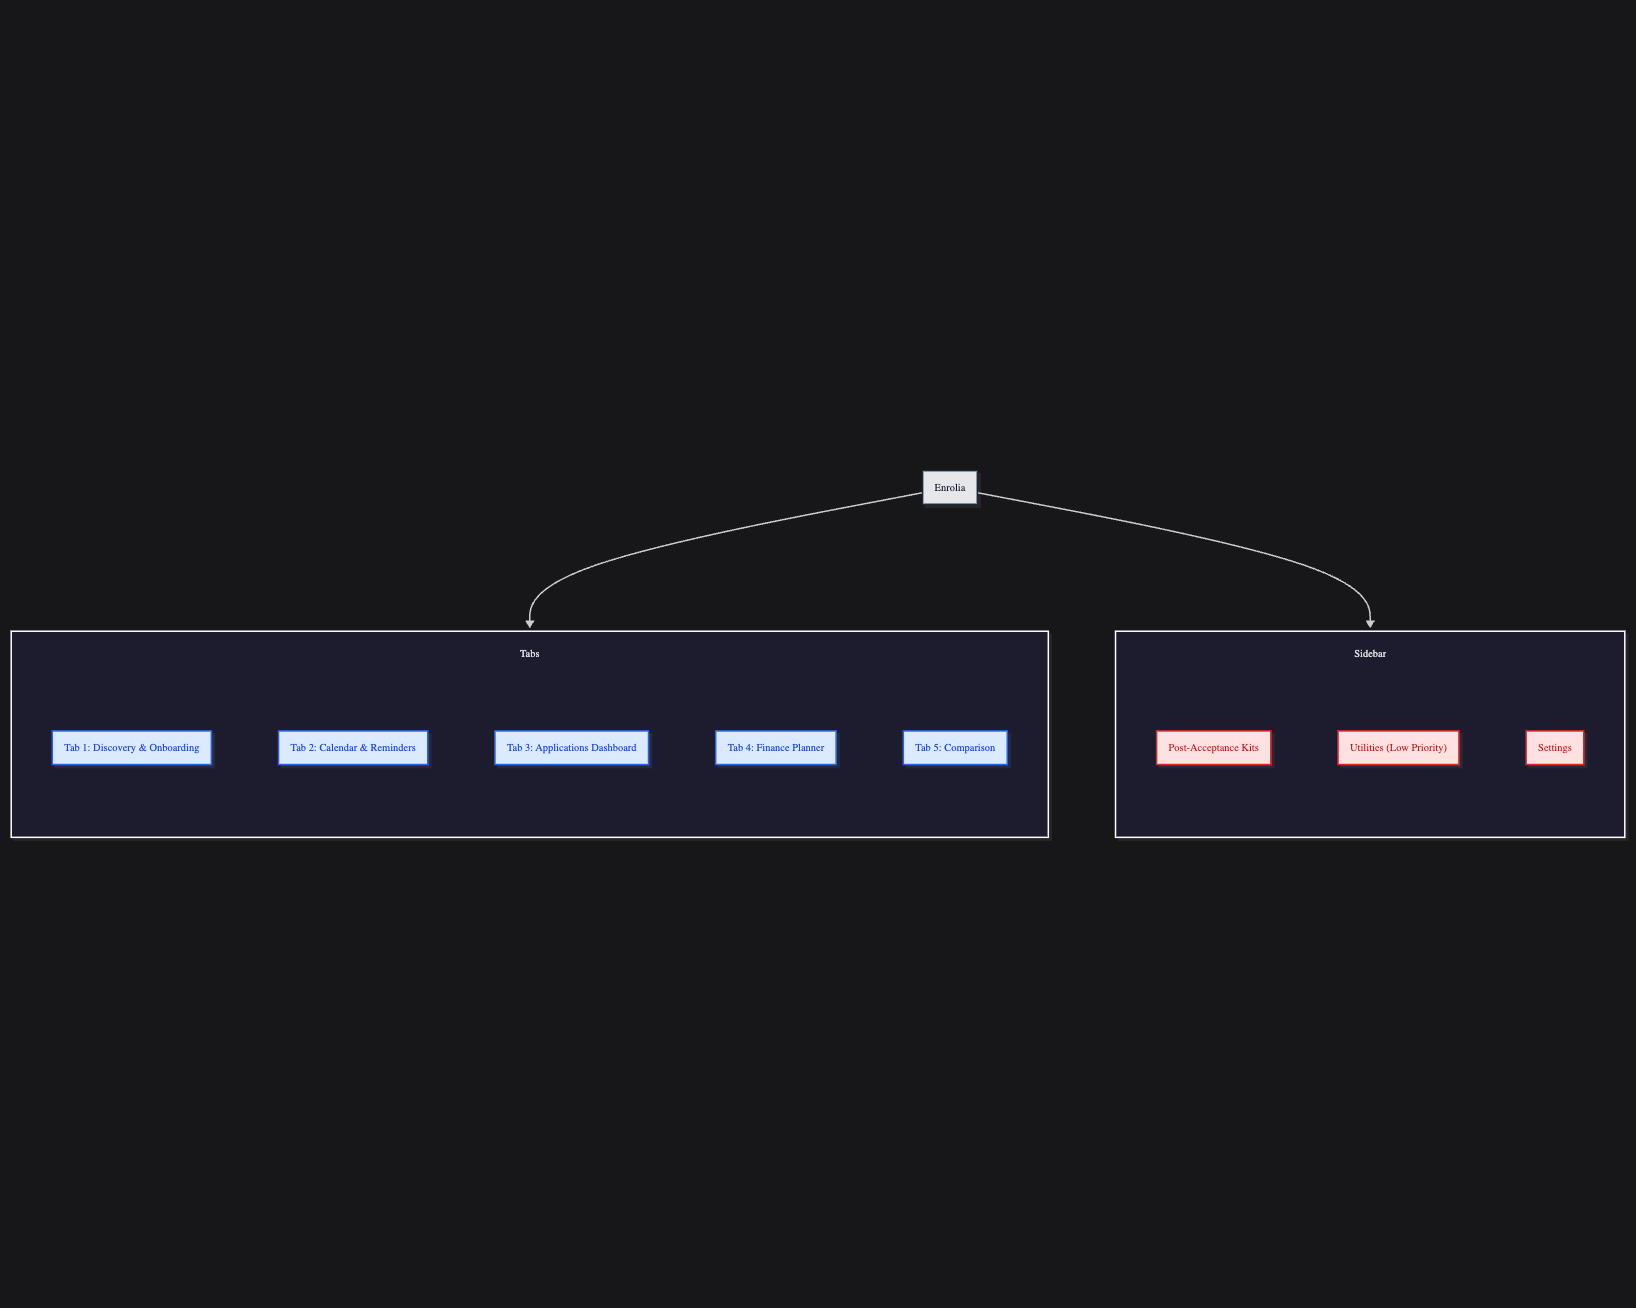 Enrolia
Tabs
Sidebar
Tab 1: Discovery & Onboarding
Tab 2: Calendar & Reminders
Tab 3: Applications Dashboard
Tab 4: Finance Planner
Tab 5: Comparison
Post-Acceptance Kits
Utilities (Low Priority)
Settings